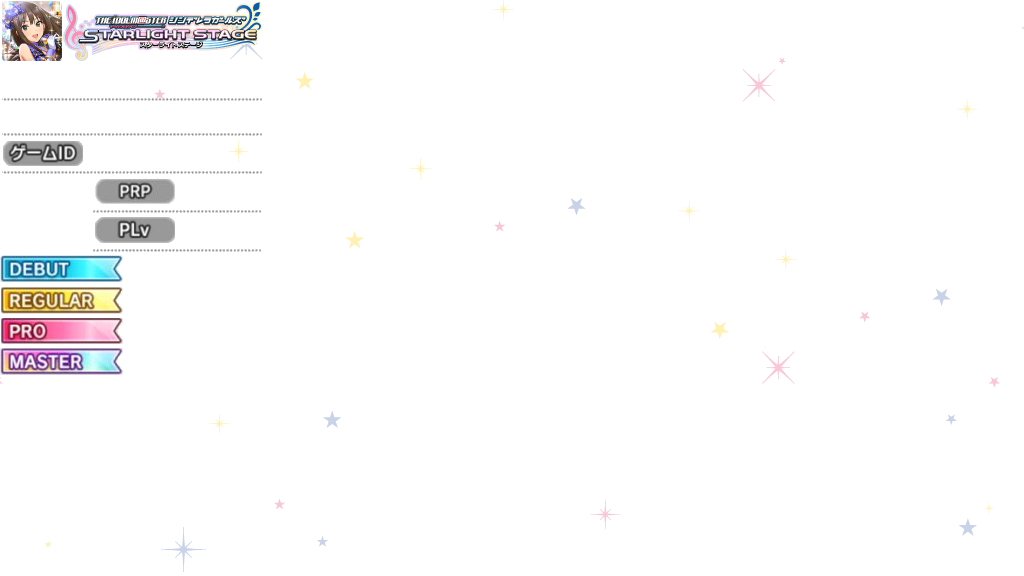 THE IDOLM@STER シンデレラガールズ
STARLIGHT STAGE
スターライトステージ
ゲームID
PRP
PLv
DEBUT
REGULAR
PRO
MASTER